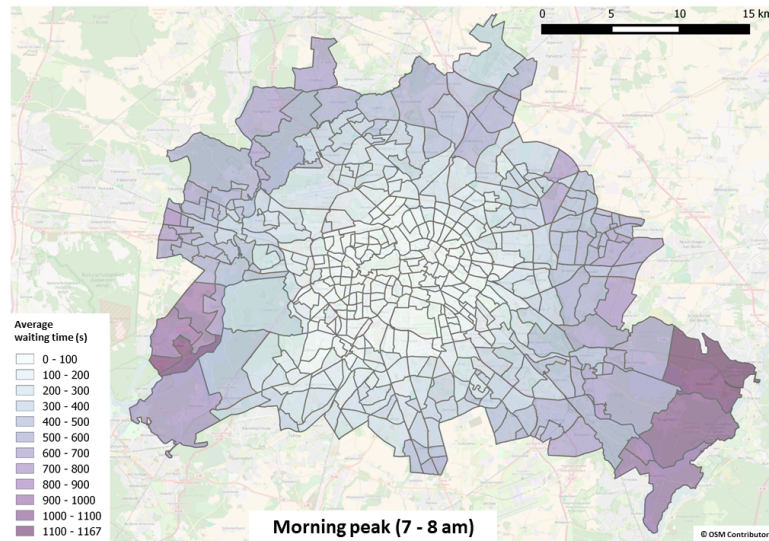 0 5 10 15 km
Average
waiting time (s)
0 - 100
100 - 200
200 - 300
300 - 400
400 - 500
500 - 600
600 - 700
700 - 800
800 - 900
900 - 1000
1000 - 1100
1100 - 1167
Morning peak (7 - 8 am)
© OSM Contributor